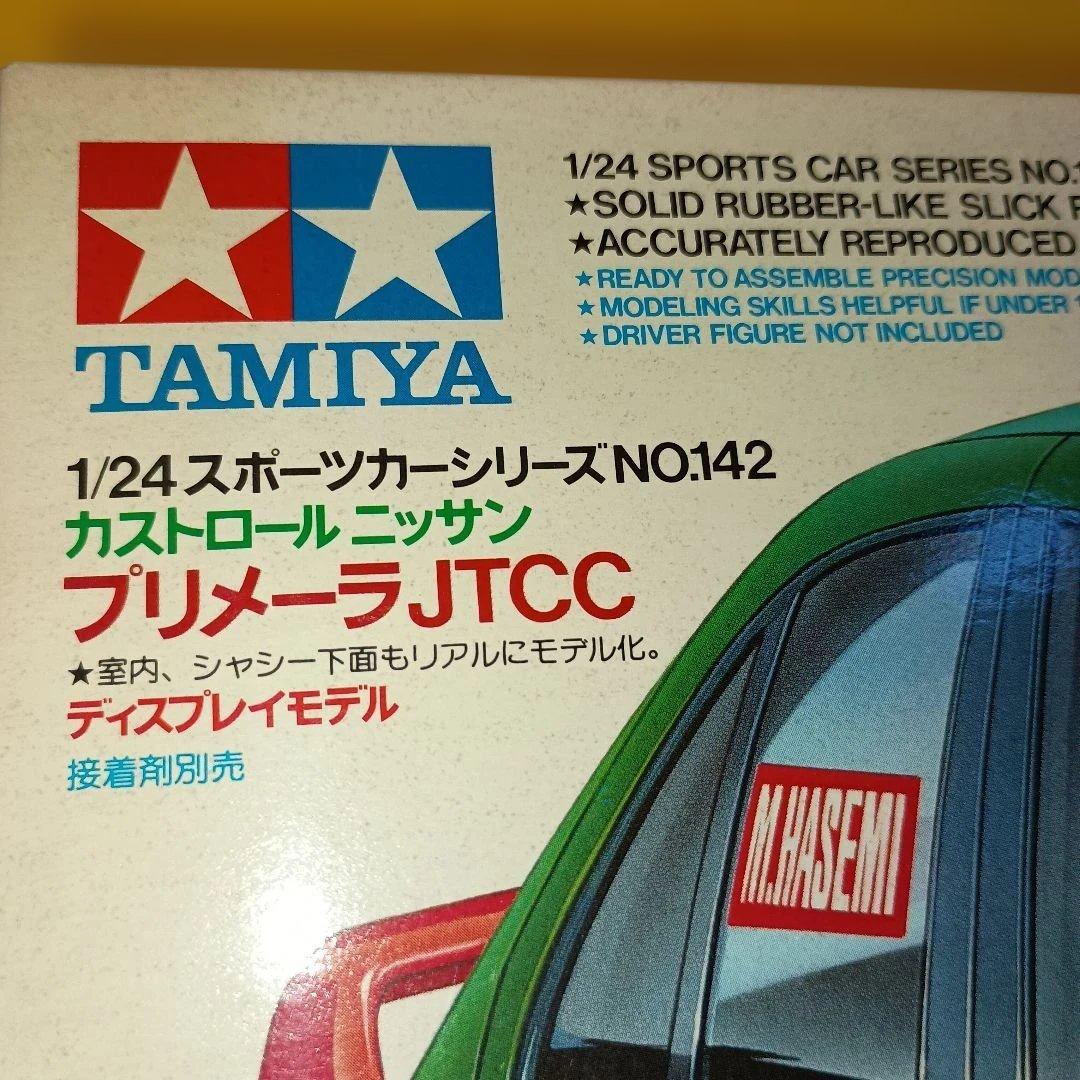 TAMIYA
1/24 SPORTS CAR SERIES NO.
★SOLID RUBBER-LIKE SLICK
★ACCURATELY REPRODUCED
★READY TO ASSEMBLE PRECISION
★MODELING SKILLS HELPFUL IF UNDER
★DRIVER FIGURE NOT INCLUDED
1/24 スポーツカーシリーズ NO.142
カストロール ニッサン
プリメーラJTCC
★室内、シャシー下面もリアルにモデル化。
ディスプレイモデル
接着剤別売
M.HASEMI